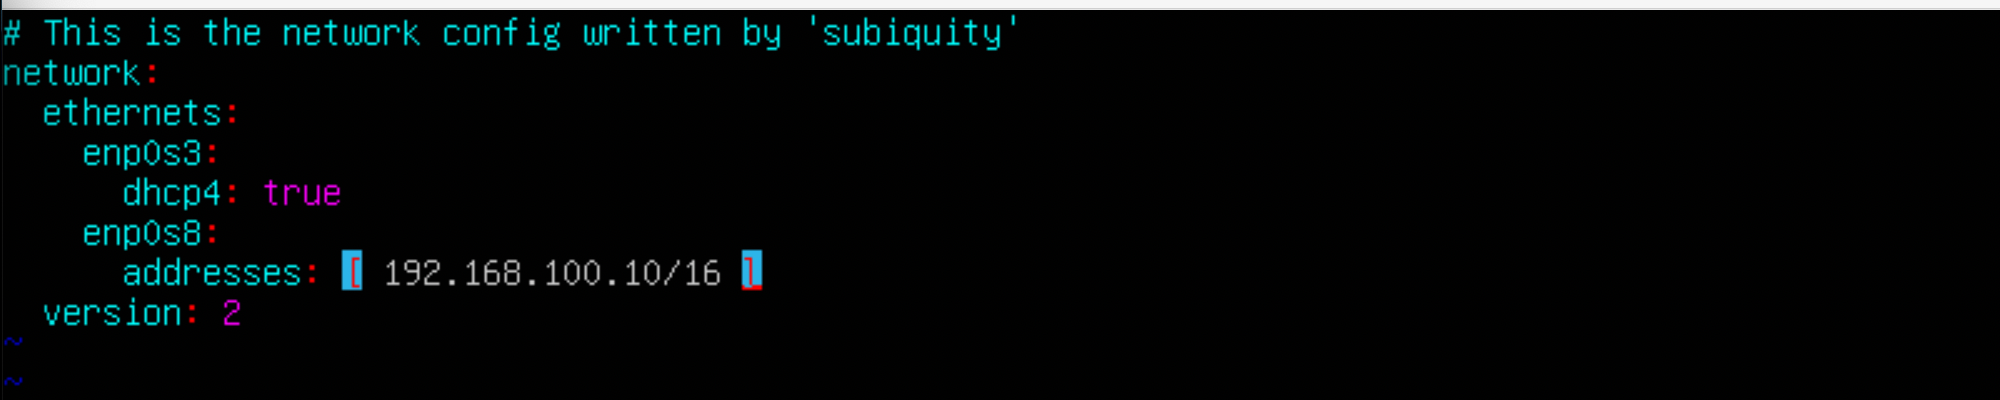 # This is the network config written by 'subiquity'
network:
  ethernets:
    enp0s3:
      dhcp4: true
    enp0s8:
      addresses: [ 192.168.100.10/16 ]
  version: 2
~
~